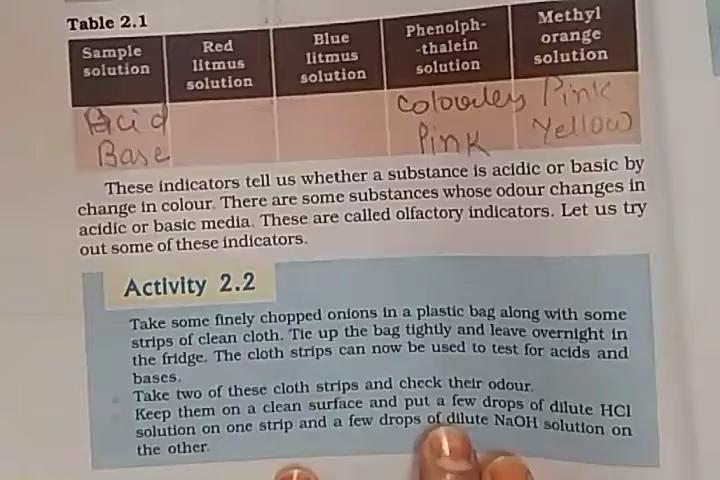 Table 2.1
Sample solution
Red litmus solution
Blue litmus solution
Phenolph- -thalein solution
Methyl orange solution
Acid Colourles Pink
Base Pink Yellow
These indicators tell us whether a substance is acidic or basic by
change in colour. There are some substances whose odour changes in
acidic or basic media. These are called olfactory indicators. Let us try
out some of these indicators.
Activity 2.2
Take some finely chopped onions in a plastic bag along with some
strips of clean cloth. Tie up the bag tightly and leave overnight in
the fridge. The cloth strips can now be used to test for acids and
bases.
Take two of these cloth strips and check their odour.
Keep them on a clean surface and put a few drops of dilute HCl
solution on one strip and a few drops of dilute NaOH solution on
the other.